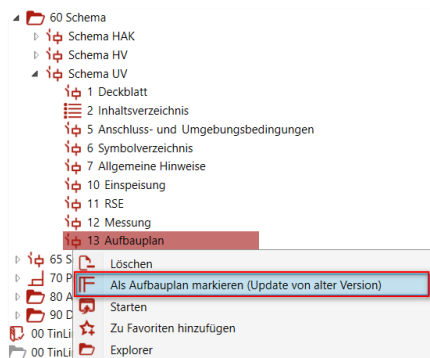 60 Schema
Schema HAK
Schema HV
Schema UV
1 Deckblatt
2 Inhaltsverzeichnis
5 Anschluss- und Umgebungsbedingungen
6 Symbolverzeichnis
7 Allgemeine Hinweise
10 Einspeisung
11 RSE
12 Messung
13 Aufbauplan
65 S
Löschen
70 P
Als Aufbauplan markieren (Update von alter Version)
80 A
Starten
90 D
00 TinLi
Zu Favoriten hinzufügen
00 TinLi
Explorer